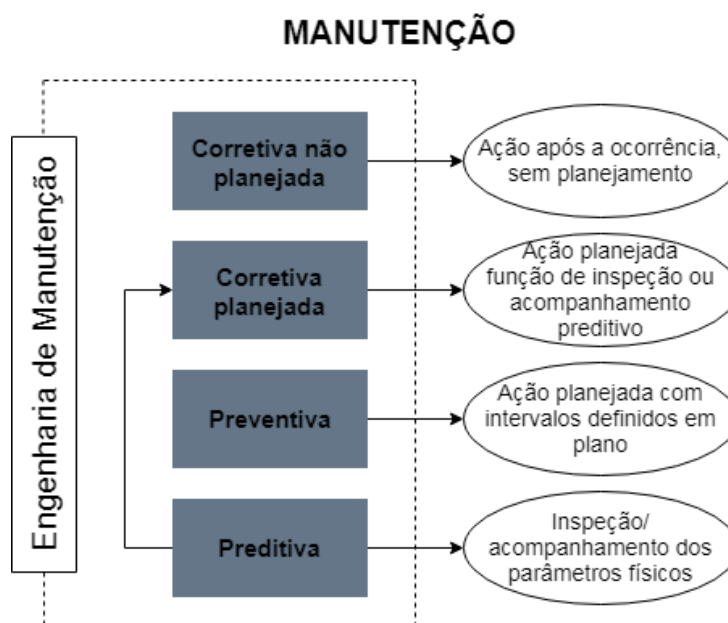 MANUTENÇÃO
Engenharia de Manutenção
Corretiva não
planejada
Ação após a ocorrência,
sem planejamento
Corretiva
planejada
Ação planejada
função de inspeção ou
acompanhamento
preditivo
Preventiva
Ação planejada com
intervalos definidos em
plano
Preditiva
Inspeção/
acompanhamento dos
parâmetros físicos